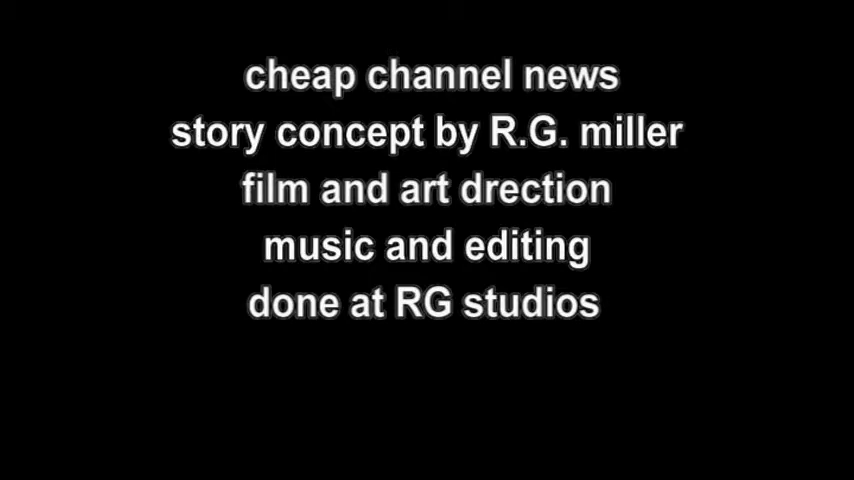 cheap channel news
story concept by R.G. miller
film and art drection
music and editing
done at RG studios